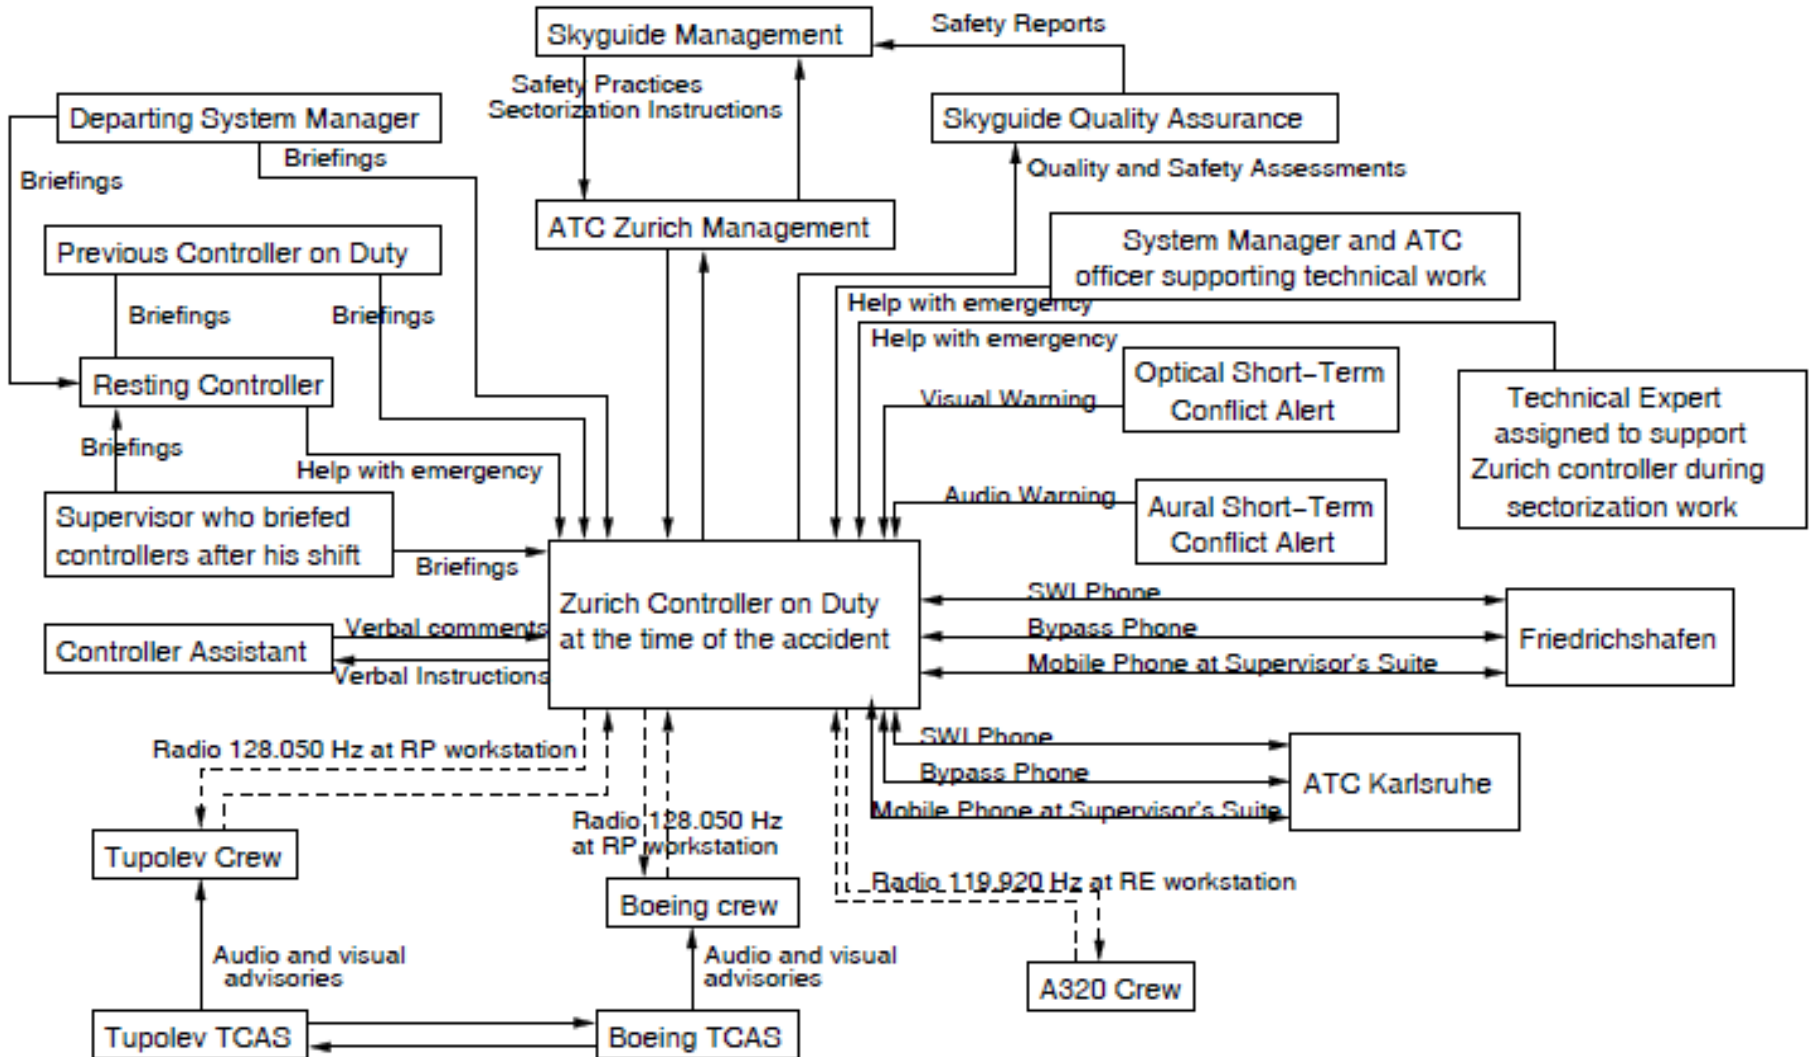 Skyguide Management
Safety Reports
Safety Practices
Sectorization Instructions
Departing System Manager
Skyguide Quality Assurance
Briefings
Briefings
Quality and Safety Assessments
ATC Zurich Management
Previous Controller on Duty
System Manager and ATC
officer supporting technical work
Briefings
Briefings
Help with emergency
Help with emergency
Resting Controller
Optical Short-Term
Conflict Alert
Visual Warning
Technical Expert
assigned to support
Zurich controller during
sectorization work
Briefings
Help with emergency
Audio Warning
Aural Short-Term
Conflict Alert
Supervisor who briefed
controllers after his shift
Briefings
Zurich Controller on Duty
at the time of the accident
SWI Phone
Bypass Phone
Mobile Phone at Supervisor's Suite
Friedrichshafen
Controller Assistant
Verbal comments
Verbal Instructions
Radio 128.050 Hz at RP workstation
SWI Phone
Bypass Phone
Mobile Phone at Supervisor's Suite
ATC Karlsruhe
Radio 128.050 Hz
at RP workstation
Tupolev Crew
Boeing crew
Radio 119.920 Hz at RE workstation
Audio and visual
advisories
Audio and visual
advisories
A320 Crew
Tupolev TCAS
Boeing TCAS